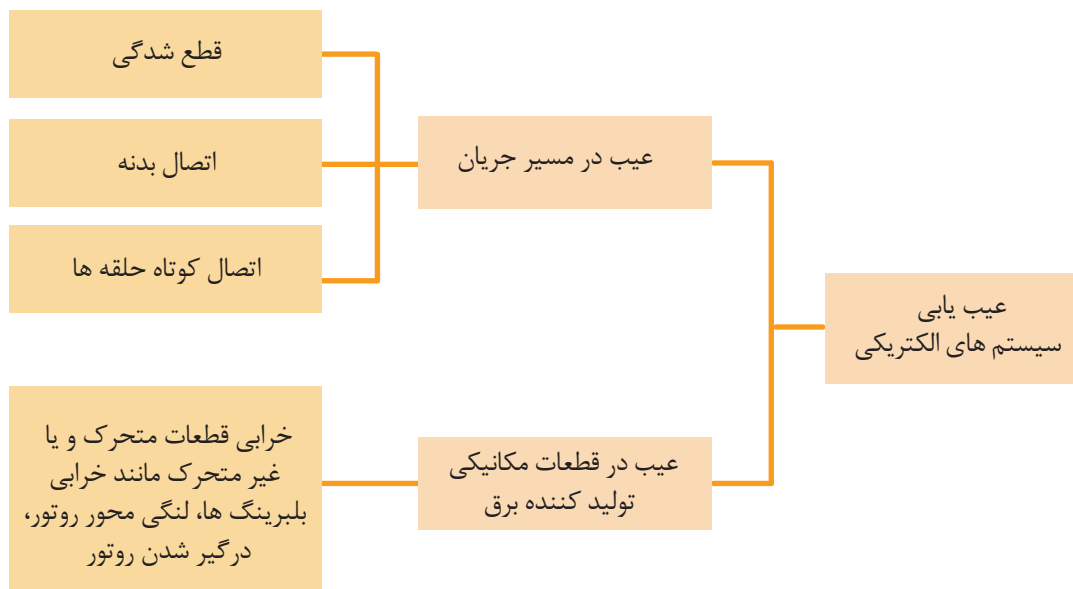 عیب یابی
سیستم های الکتریکی
عیب در مسیر جریان
قطع شدگی
اتصال بدنه
اتصال کوتاه حلقه ها
عیب در قطعات مکانیکی
تولید کننده برق
خرابی قطعات متحرک و یا
غیر متحرک مانند خرابی
بلبرینگ ها، لنگی محور روتور،
درگیر شدن روتور